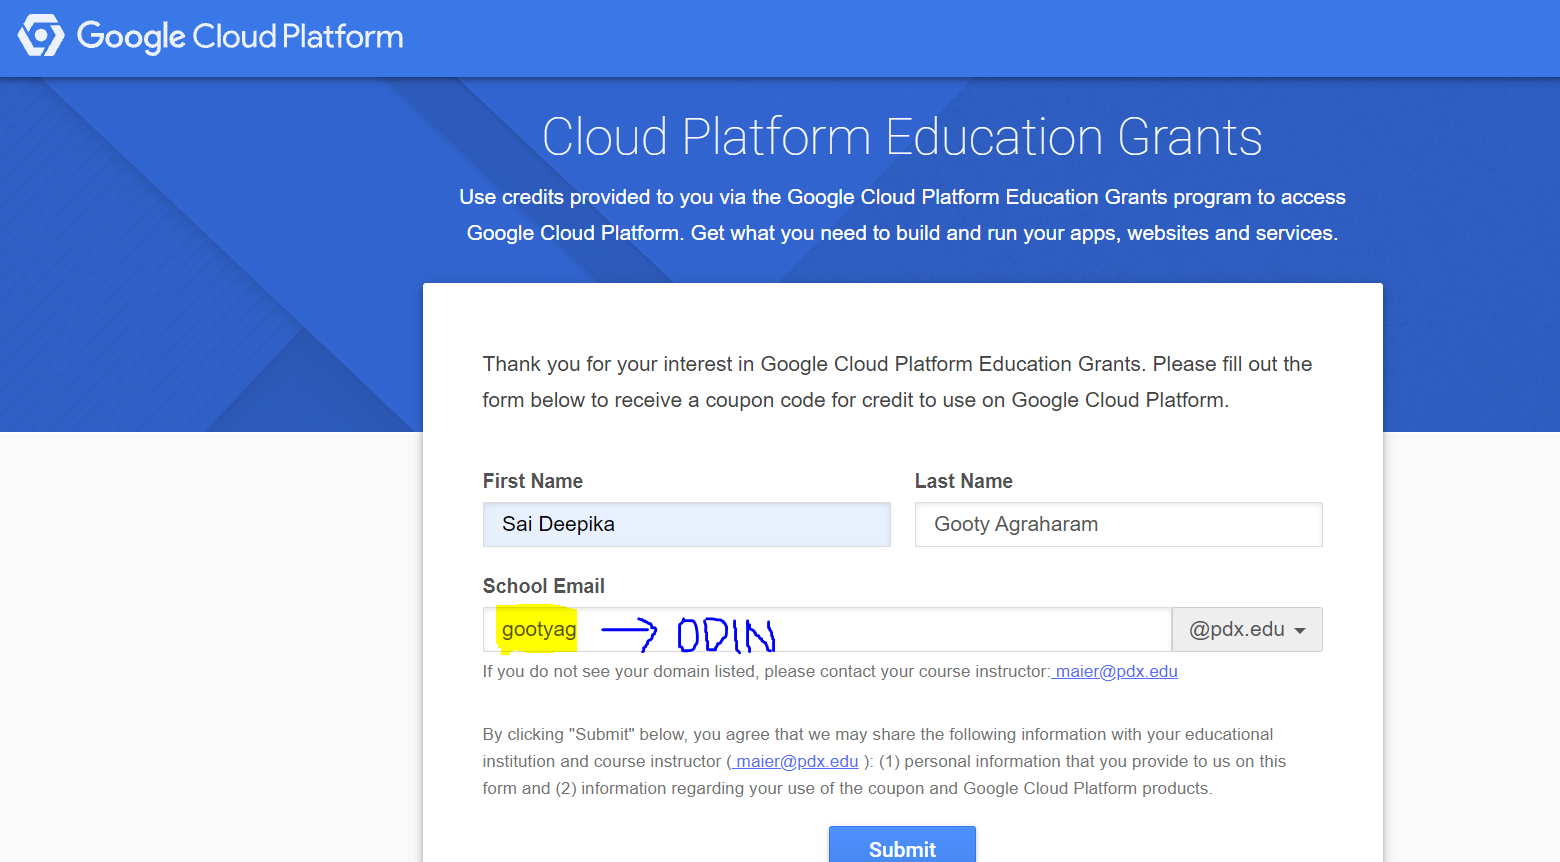 Google Cloud Platform
Cloud Platform Education Grants
Use credits provided to you via the Google Cloud Platform Education Grants program to access
Google Cloud Platform. Get what you need to build and run your apps, websites and services.
Thank you for your interest in Google Cloud Platform Education Grants. Please fill out the
form below to receive a coupon code for credit to use on Google Cloud Platform.
First Name Last Name
Sai Deepika Gooty Agraharam
School Email
gootyag → ODIN @pdx.edu
If you do not see your domain listed, please contact your course instructor: maier@pdx.edu
By clicking "Submit" below, you agree that we may share the following information with your educational
institution and course instructor ( maier@pdx.edu ): (1) personal information that you provide to us on this
form and (2) information regarding your use of the coupon and Google Cloud Platform products.
Submit